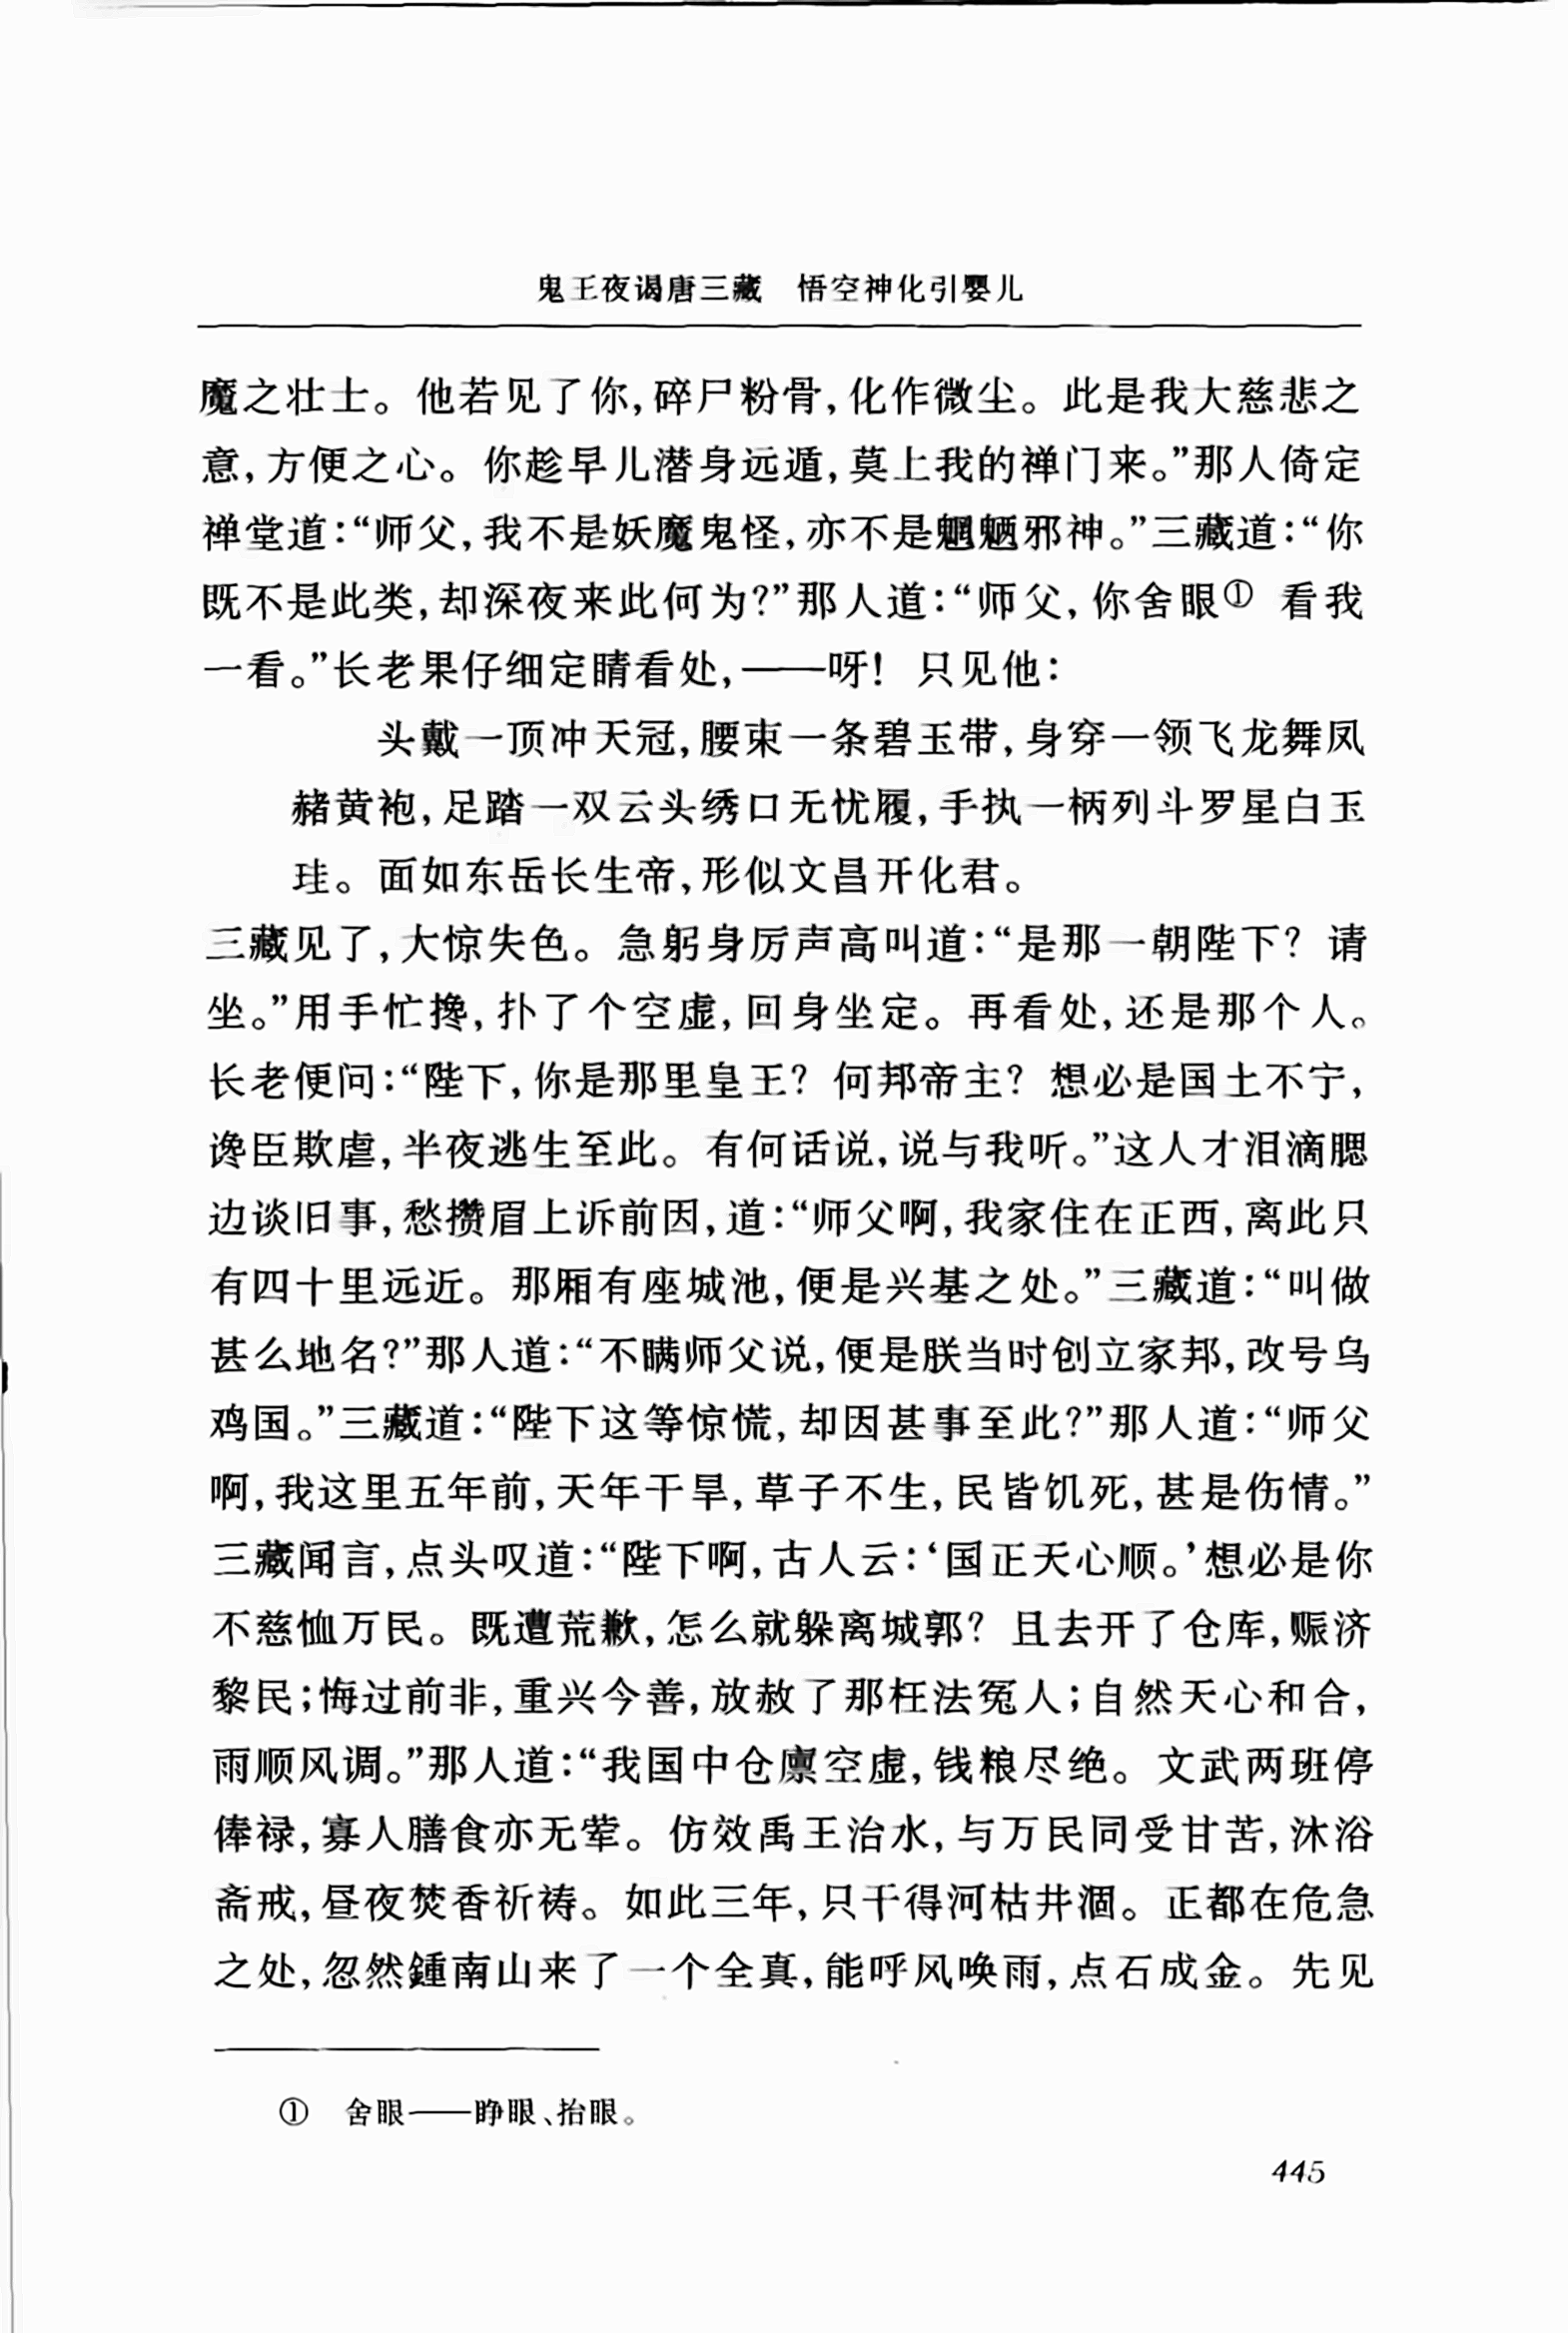 鬼王夜谒唐三藏　悟空神化引婴儿
魔之壮士。他若见了你,碎尸粉骨,化作微尘。此是我大慈悲之
意,方便之心。你趁早儿潜身远遁,莫上我的禅门来。”那人倚定
禅堂道:“师父,我不是妖魔鬼怪,亦不是魍魉邪神。”三藏道:“你
既不是此类,却深夜来此何为?”那人道:“师父,你舍眼① 看我
一看。”长老果仔细定睛看处,——呀! 只见他:
头戴一顶冲天冠,腰束一条碧玉带,身穿一领飞龙舞凤
赭黄袍,足踏一双云头绣口无忧履,手执一柄列斗罗星白玉
珪。面如东岳长生帝,形似文昌开化君。
三藏见了,大惊失色。急躬身厉声高叫道:“是那一朝陛下? 请
坐。”用手忙搀,扑了个空虚,回身坐定。再看处,还是那个人。
长老便问:“陛下,你是那里皇王? 何邦帝主? 想必是国土不宁,
谗臣欺虐,半夜逃生至此。有何话说,说与我听。”这人才泪滴腮
边谈旧事,愁攒眉上诉前因,道:“师父啊,我家住在正西,离此只
有四十里远近。那厢有座城池,便是兴基之处。”三藏道:“叫做
甚么地名?”那人道:“不瞒师父说,便是朕当时创立家邦,改号乌
鸡国。”三藏道:“陛下这等惊慌,却因甚事至此?”那人道:“师父
啊,我这里五年前,天年干旱,草子不生,民皆饥死,甚是伤情。”
三藏闻言,点头叹道:“陛下啊,古人云:‘国正天心顺。’想必是你
不慈恤万民。既遭荒歉,怎么就躲离城郭? 且去开了仓库,赈济
黎民;悔过前非,重兴今善,放赦了那枉法冤人;自然天心和合,
雨顺风调。”那人道:“我国中仓廪空虚,钱粮尽绝。文武两班停
俸禄,寡人膳食亦无荤。仿效禹王治水,与万民同受甘苦,沐浴
斋戒,昼夜焚香祈祷。如此三年,只干得河枯井涸。正都在危急
之处,忽然鍾南山来了一个全真,能呼风唤雨,点石成金。先见
① 舍眼——睁眼、抬眼。
445